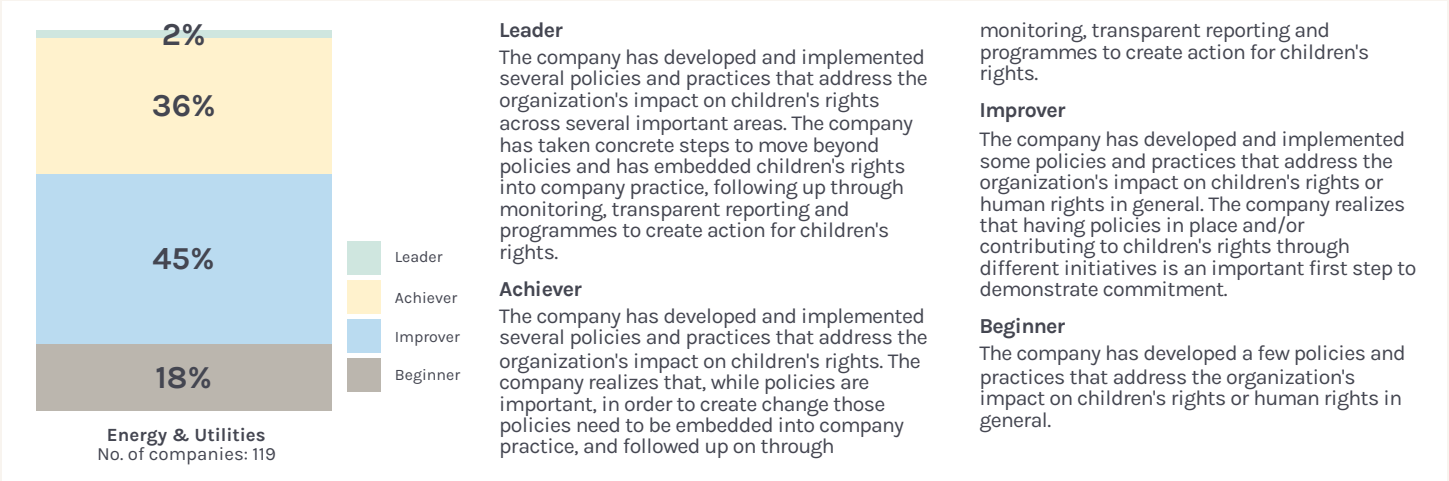 2%
36%
45%
18%
Energy & Utilities
No. of companies: 119
Leader
Achiever
Improver
Beginner
Leader
The company has developed and implemented
several policies and practices that address the
organization's impact on children's rights
across several important areas. The company
has taken concrete steps to move beyond
policies and has embedded children's rights
into company practice, following up through
monitoring, transparent reporting and
programmes to create action for children's
rights.
Achiever
The company has developed and implemented
several policies and practices that address the
organization's impact on children's rights. The
company realizes that, while policies are
important, in order to create change those
policies need to be embedded into company
practice, and followed up on through
monitoring, transparent reporting and
programmes to create action for children's
rights.
Improver
The company has developed and implemented
some policies and practices that address the
organization's impact on children's rights or
human rights in general. The company realizes
that having policies in place and/or
contributing to children's rights through
different initiatives is an important first step to
demonstrate commitment.
Beginner
The company has developed a few policies and
practices that address the organization's
impact on children's rights or human rights in
general.